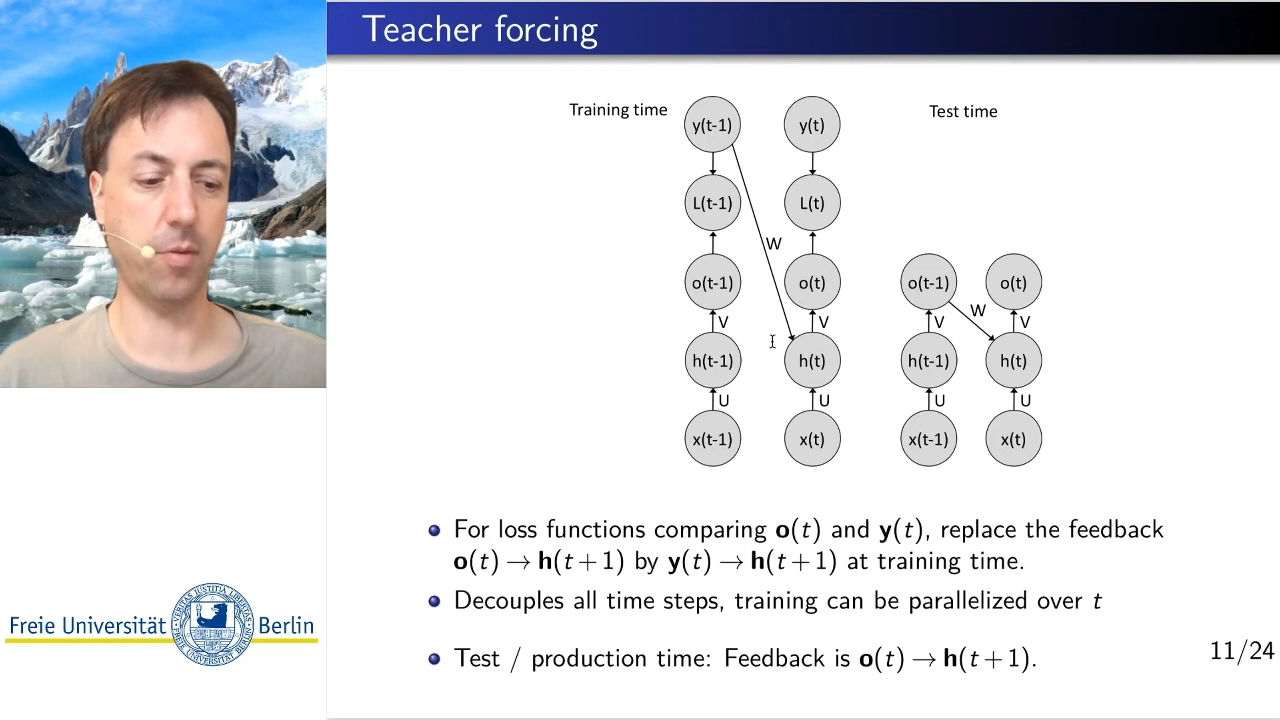 Teacher forcing
Training time
Test time
y(t-1)
y(t)
L(t-1)
L(t)
W
o(t-1)
o(t)
o(t-1)
o(t)
W
V
V
V
V
h(t-1)
h(t)
h(t-1)
h(t)
U
U
U
U
x(t-1)
x(t)
x(t-1)
x(t)
For loss functions comparing o(t) and y(t), replace the feedback
o(t) → h(t + 1) by y(t) → h(t + 1) at training time.
Decouples all time steps, training can be parallelized over t
Test / production time: Feedback is o(t) → h(t + 1).
11/24
Freie Universität Berlin